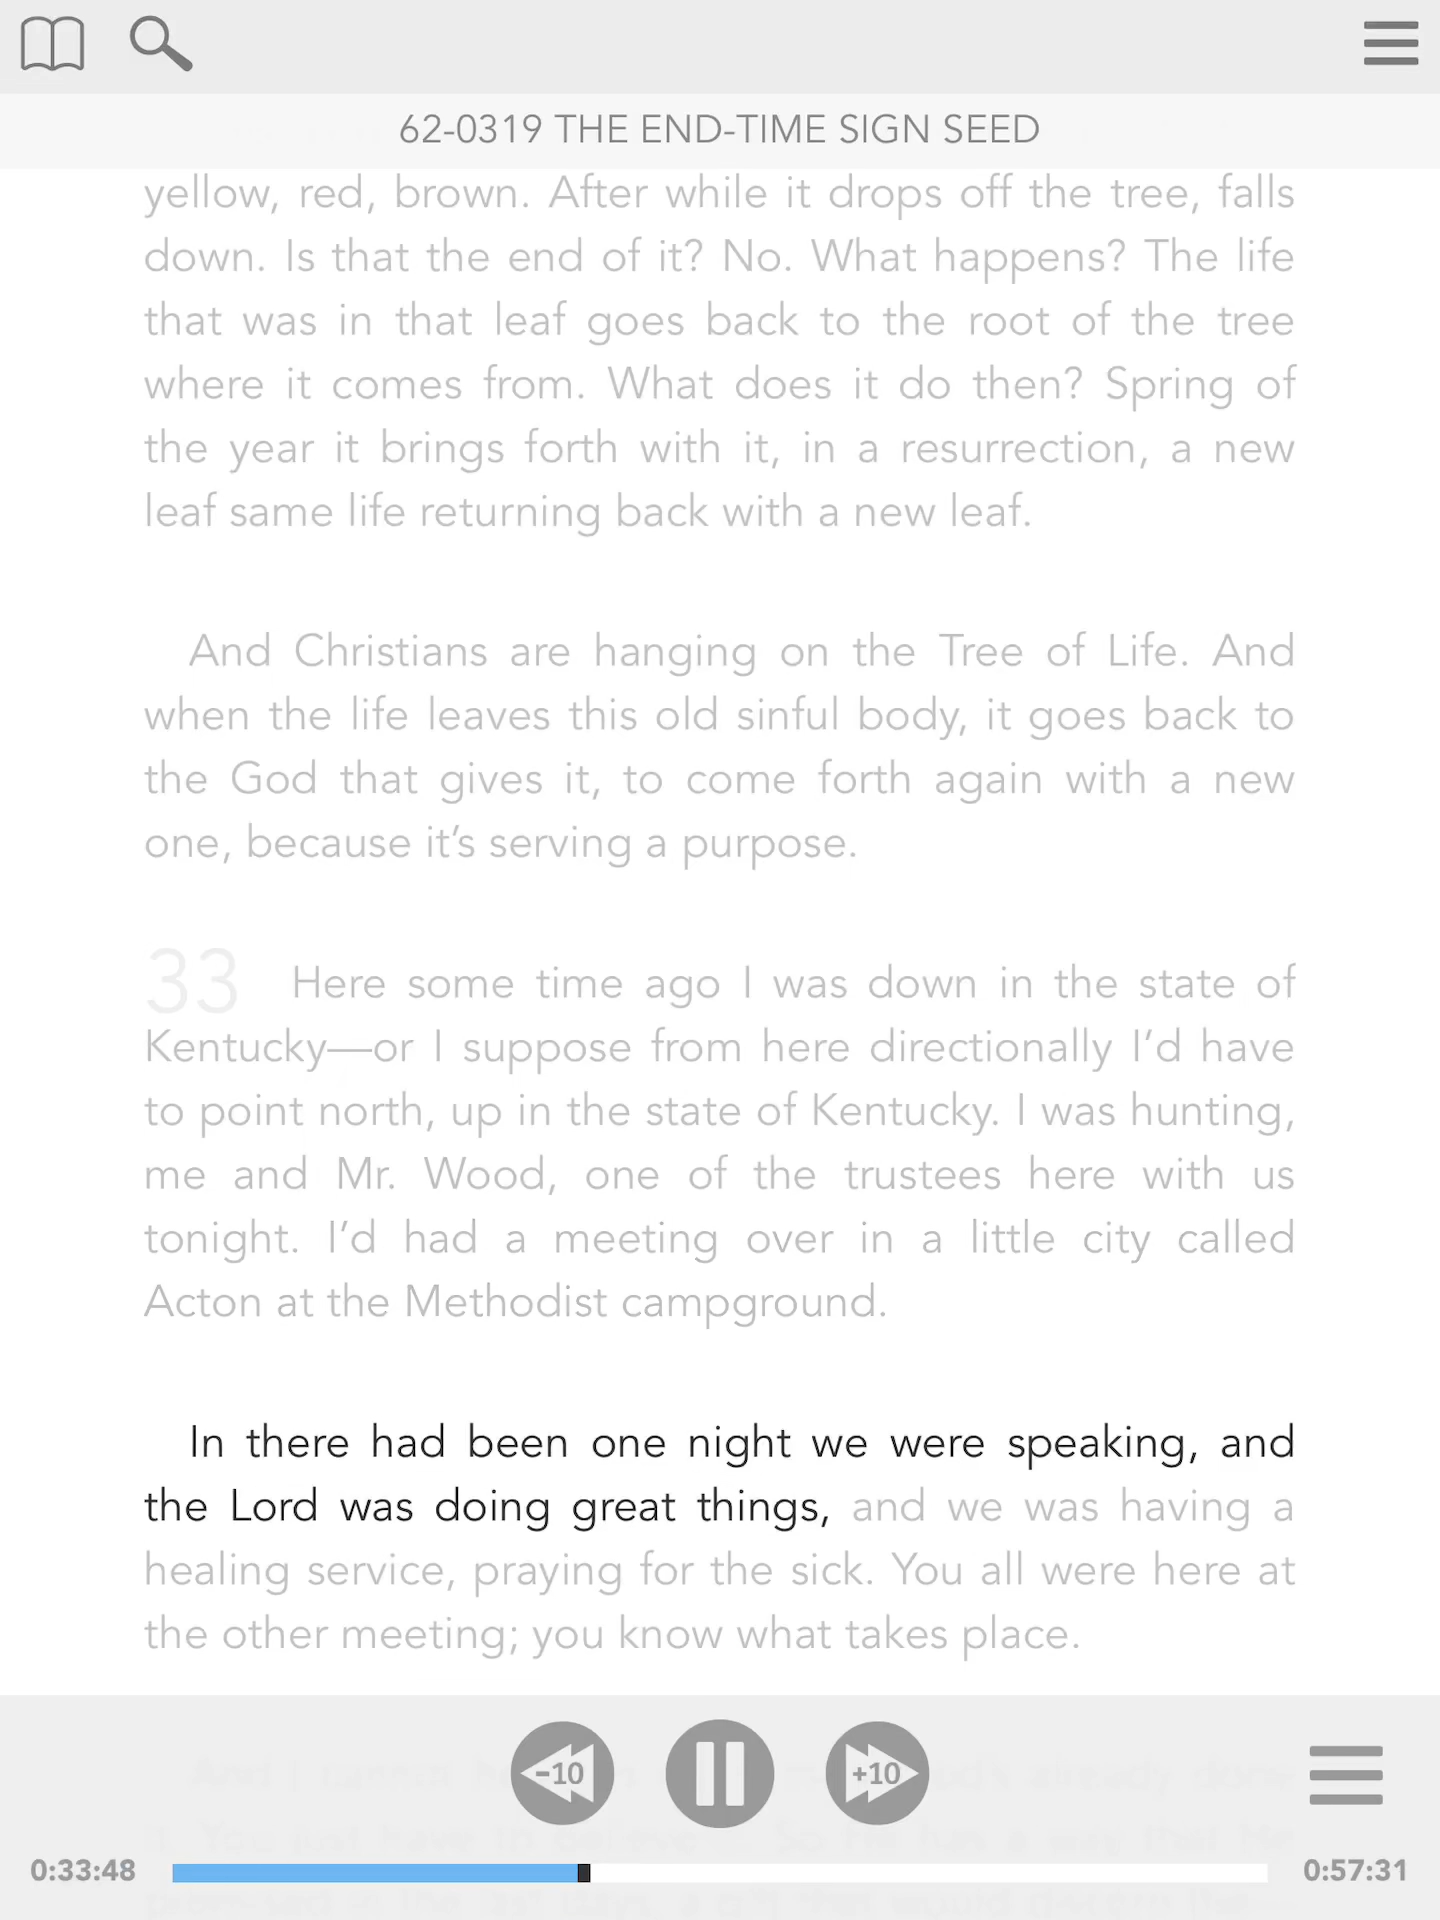 62-0319 THE END-TIME SIGN SEED
yellow, red, brown. After while it drops off the tree, falls
down. Is that the end of it? No. What happens? The life
that was in that leaf goes back to the root of the tree
where it comes from. What does it do then? Spring of
the year it brings forth with it, in a resurrection, a new
leaf same life returning back with a new leaf.
And Christians are hanging on the Tree of Life. And
when the life leaves this old sinful body, it goes back to
the God that gives it, to come forth again with a new
one, because it’s serving a purpose.
33 Here some time ago I was down in the state of
Kentucky—or I suppose from here directionally I’d have
to point north, up in the state of Kentucky. I was hunting,
me and Mr. Wood, one of the trustees here with us
tonight. I’d had a meeting over in a little city called
Acton at the Methodist campground.
In there had been one night we were speaking, and
the Lord was doing great things, and we was having a
healing service, praying for the sick. You all were here at
the other meeting; you know what takes place.
-10 +10
0:33:48 0:57:31